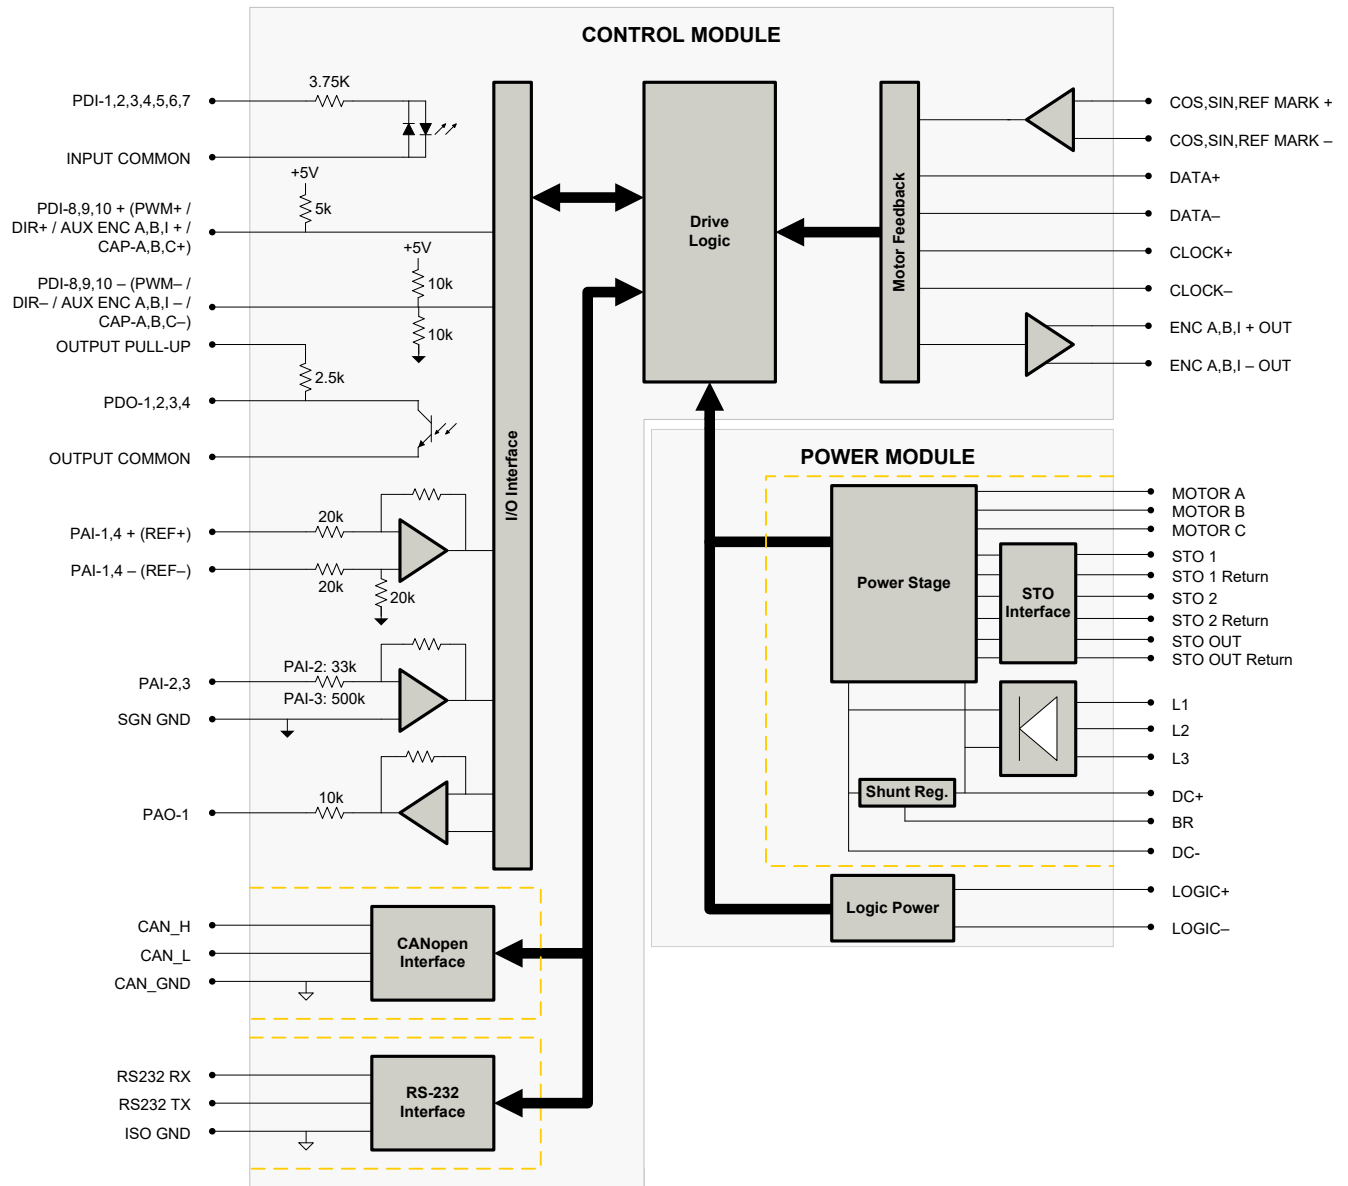 CONTROL MODULE
PDI-1,2,3,4,5,6,7
3.75K
INPUT COMMON
+5V
5k
PDI-8,9,10 + (PWM+ /
DIR+ / AUX ENC A,B,I + /
CAP-A,B,C+)
+5V
10k
PDI-8,9,10 – (PWM– /
DIR– / AUX ENC A,B,I – /
CAP-A,B,C–)
10k
OUTPUT PULL-UP
2.5k
PDO-1,2,3,4
OUTPUT COMMON
PAI-1,4 + (REF+)
20k
PAI-1,4 – (REF–)
20k
20k
PAI-2,3
PAI-2: 33k
PAI-3: 500k
SGN GND
PAO-1
10k
I/O Interface
CAN_H
CAN_L
CAN_GND
CANopen
Interface
RS232 RX
RS232 TX
ISO GND
RS-232
Interface
Drive
Logic
Motor Feedback
COS,SIN,REF MARK +
COS,SIN,REF MARK –
DATA+
DATA–
CLOCK+
CLOCK–
ENC A,B,I + OUT
ENC A,B,I – OUT
POWER MODULE
Power Stage
MOTOR A
MOTOR B
MOTOR C
STO
Interface
STO 1
STO 1 Return
STO 2
STO 2 Return
STO OUT
STO OUT Return
L1
L2
L3
Shunt Reg.
DC+
BR
DC-
Logic Power
LOGIC+
LOGIC–